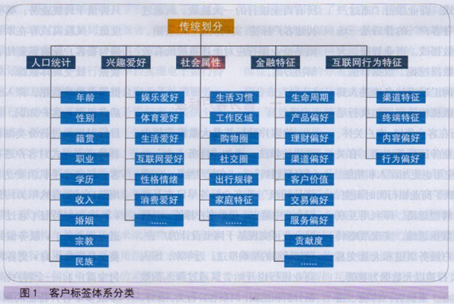 传统划分
人口统计
兴趣爱好
社会属性
金融特征
互联网行为特征
年龄
性别
籍贯
职业
学历
收入
婚姻
宗教
民族
娱乐爱好
体育爱好
生活爱好
互联网爱好
性格情绪
消费爱好
……
生活习惯
工作区域
购物圈
社交圈
出行规律
家庭特征
……
生命周期
产品偏好
理财偏好
渠道偏好
客户价值
交易偏好
服务偏好
贡献度
……
渠道特征
终端特征
内容偏好
行为偏好
图1 客户标签体系分类